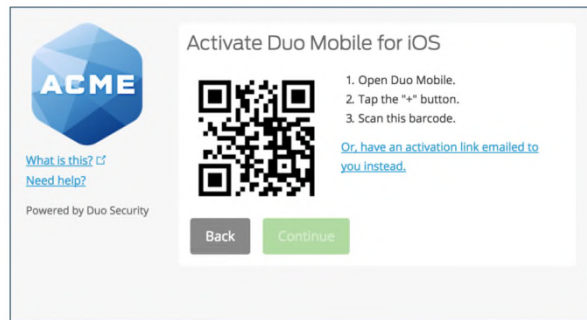 ACME
What is this?
Need help?
Powered by Duo Security
Activate Duo Mobile for iOS
1. Open Duo Mobile.
2. Tap the "+" button.
3. Scan this barcode.
Or, have an activation link emailed to
you instead.
Back
Continue